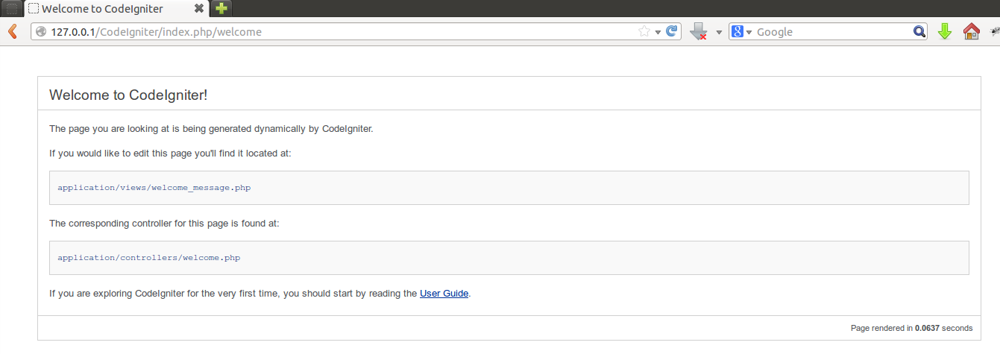 Welcome to CodeIgniter
127.0.0.1/CodeIgniter/index.php/welcome
8
Google
Welcome to CodeIgniter!
The page you are looking at is being generated dynamically by CodeIgniter.
If you would like to edit this page you'll find it located at:
application/views/welcome_message.php
The corresponding controller for this page is found at:
application/controllers/welcome.php
If you are exploring CodeIgniter for the very first time, you should start by reading the User Guide.
Page rendered in 0.0637 seconds